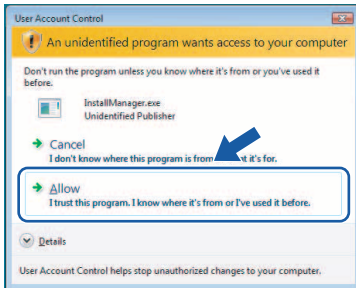 User Account Control
An unidentified program wants access to your computer
Don't run the program unless you know where it's from or you've used it
before.
InstallManager.exe
Unidentified Publisher
Cancel
I don't know where this program is from it's for.
Allow
I trust this program. I know where it's from or I've used it before.
Details
User Account Control helps stop unauthorized changes to your computer.